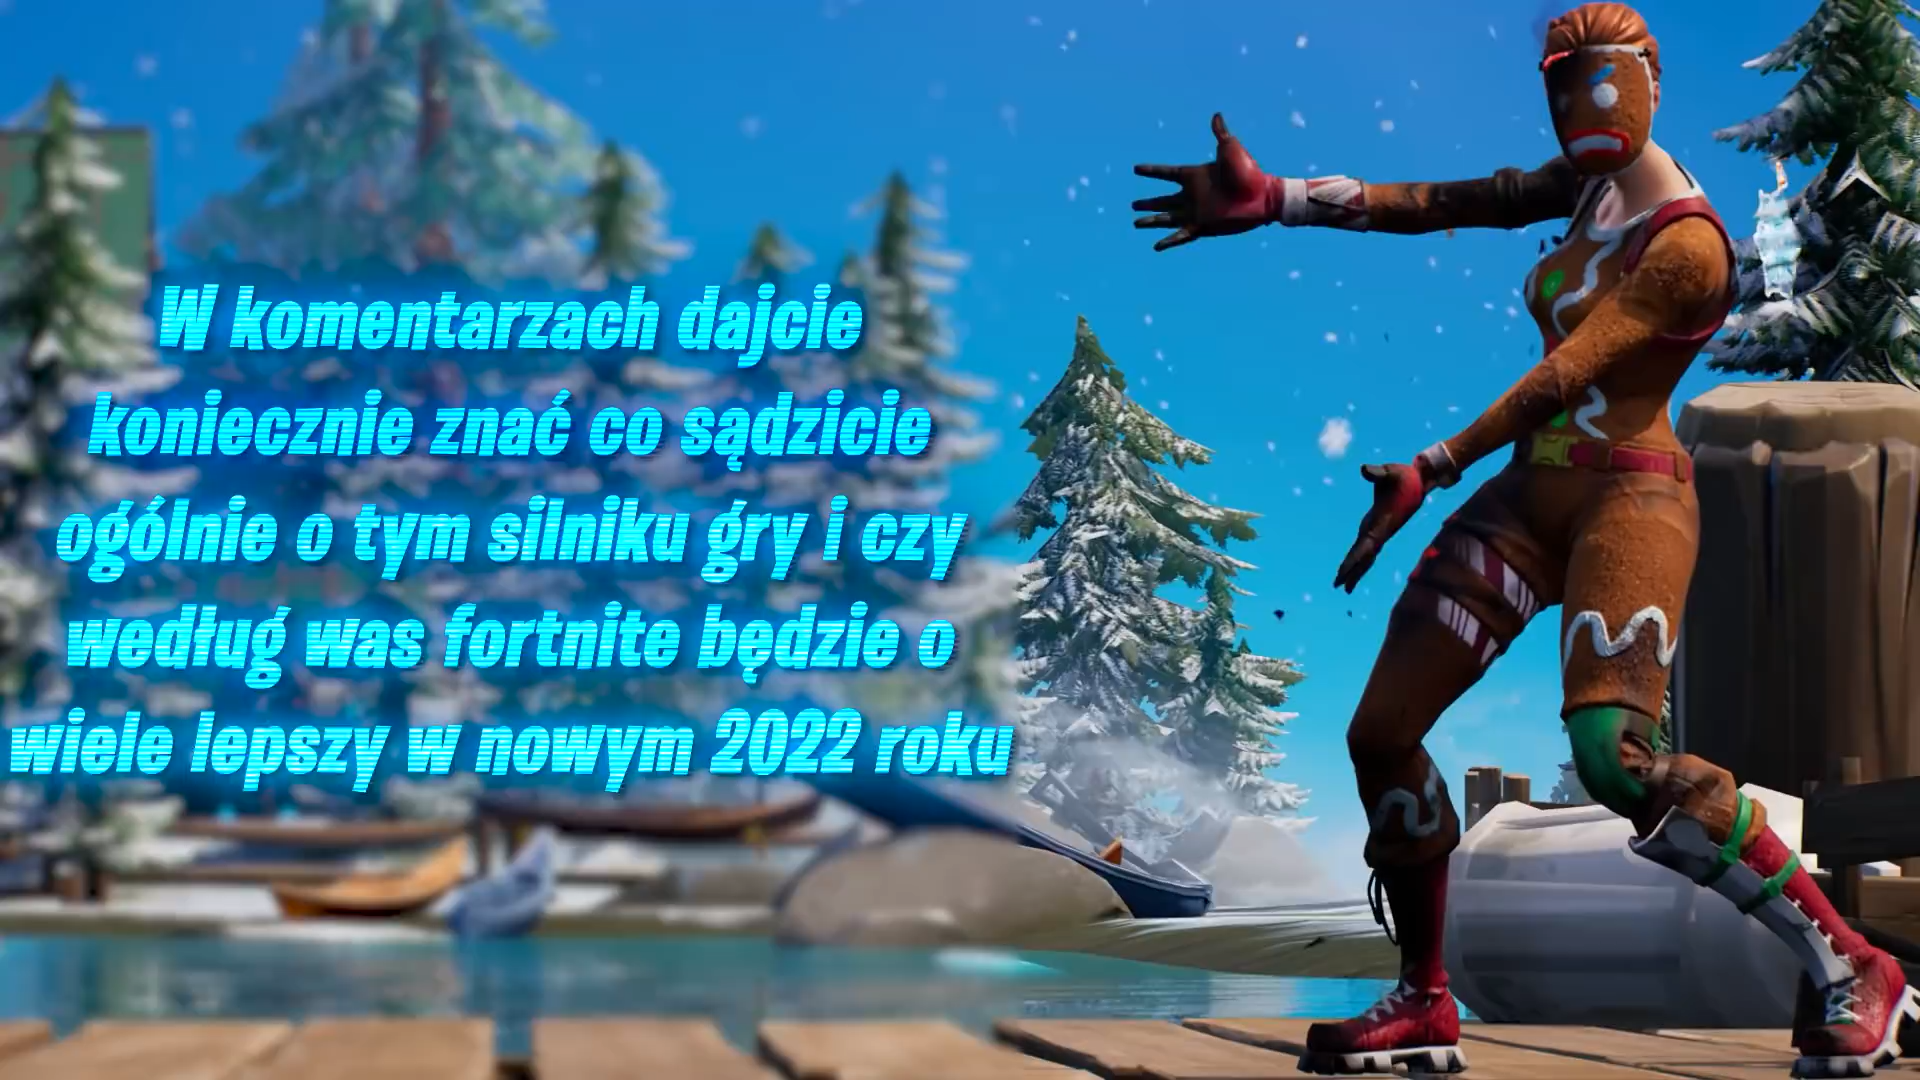 W komentarzach dajcie
koniecznie znać co sądzicie
ogólnie o tym silniku gry i czy
według was fortnite będzie o
wiele lepszy w nowym 2022 roku